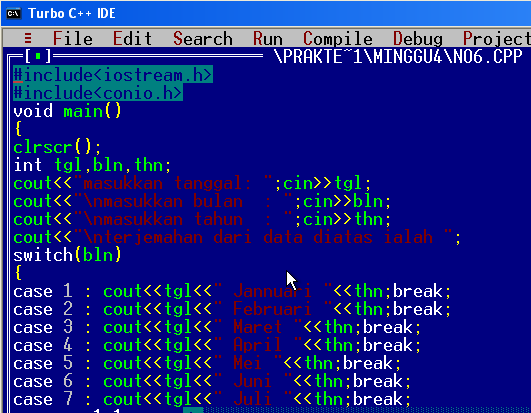 Turbo C++ IDE
≡ File Edit Search Run Compile Debug Project
[■] \PRAKTE~1\MINGGU4\NO6.CPP
#include<iostream.h>
#include<conio.h>
void main()
{
clrscr();
int tgl,bln,thn;
cout<<"masukkan tanggal: ";cin>>tgl;
cout<<"\nmasukkan bulan  : ";cin>>bln;
cout<<"\nmasukkan tahun  : ";cin>>thn;
cout<<"\nterjemahan dari data diatas ialah ";
switch(bln)
{
case 1 : cout<<tgl<<" Jannuari "<<thn;break;
case 2 : cout<<tgl<<" Februari "<<thn;break;
case 3 : cout<<tgl<<" Maret "<<thn;break;
case 4 : cout<<tgl<<" April "<<thn;break;
case 5 : cout<<tgl<<" Mei "<<thn;break;
case 6 : cout<<tgl<<" Juni "<<thn;break;
case 7 : cout<<tgl<<" Juli "<<thn;break;